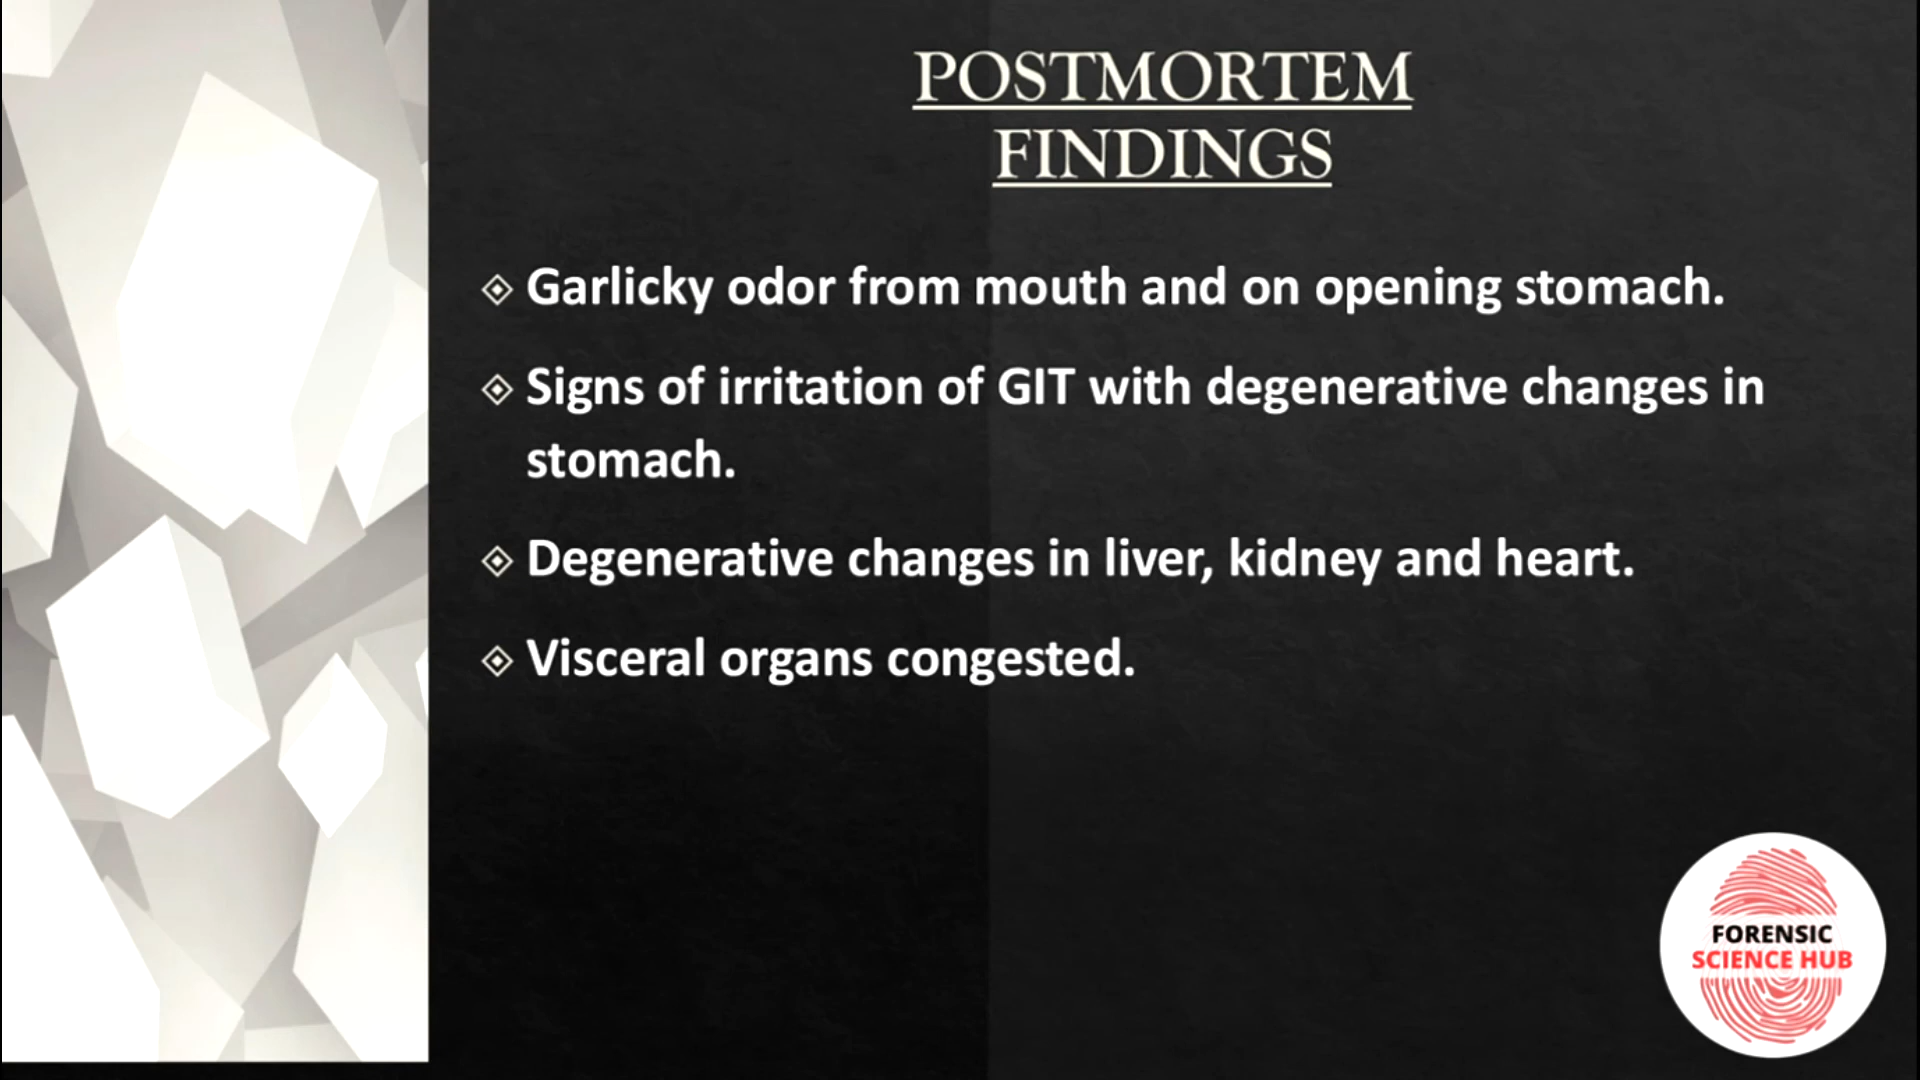 POSTMORTEM
FINDINGS
Garlicky odor from mouth and on opening stomach.
Signs of irritation of GIT with degenerative changes in
stomach.
Degenerative changes in liver, kidney and heart.
Visceral organs congested.
FORENSIC
SCIENCE HUB